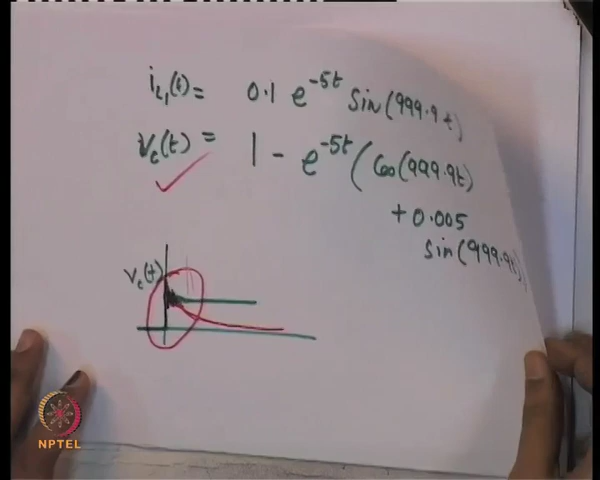 i_L1(t) = 0.1 e^-5t Sin(999.9t)
v_c(t) = 1 - e^-5t (Cos(999.9t)
+ 0.005
sin(999.9t)
v_c(t)
NPTEL